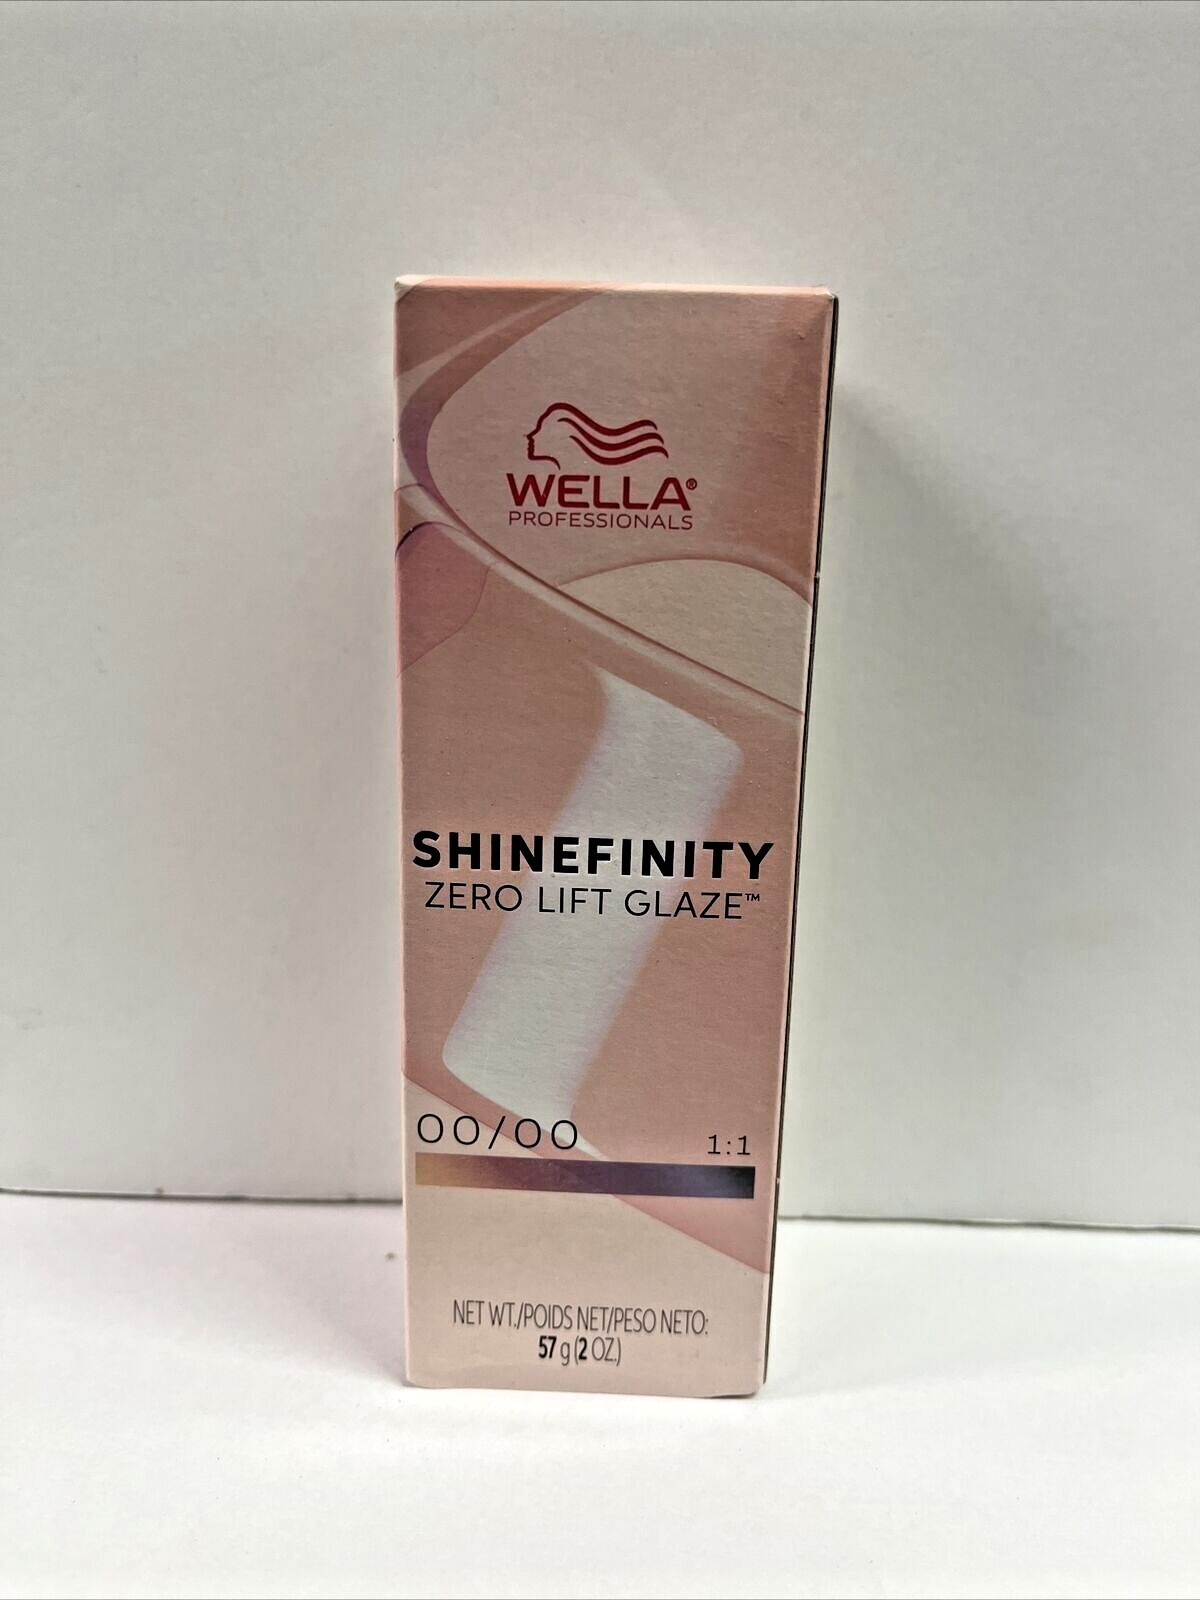 WELLA®
PROFESSIONALS
SHINEFINITY
ZERO LIFT GLAZE™
00/00
1:1
NET WT./POIDS NET/PESO NETO:
57 g (2 OZ.)